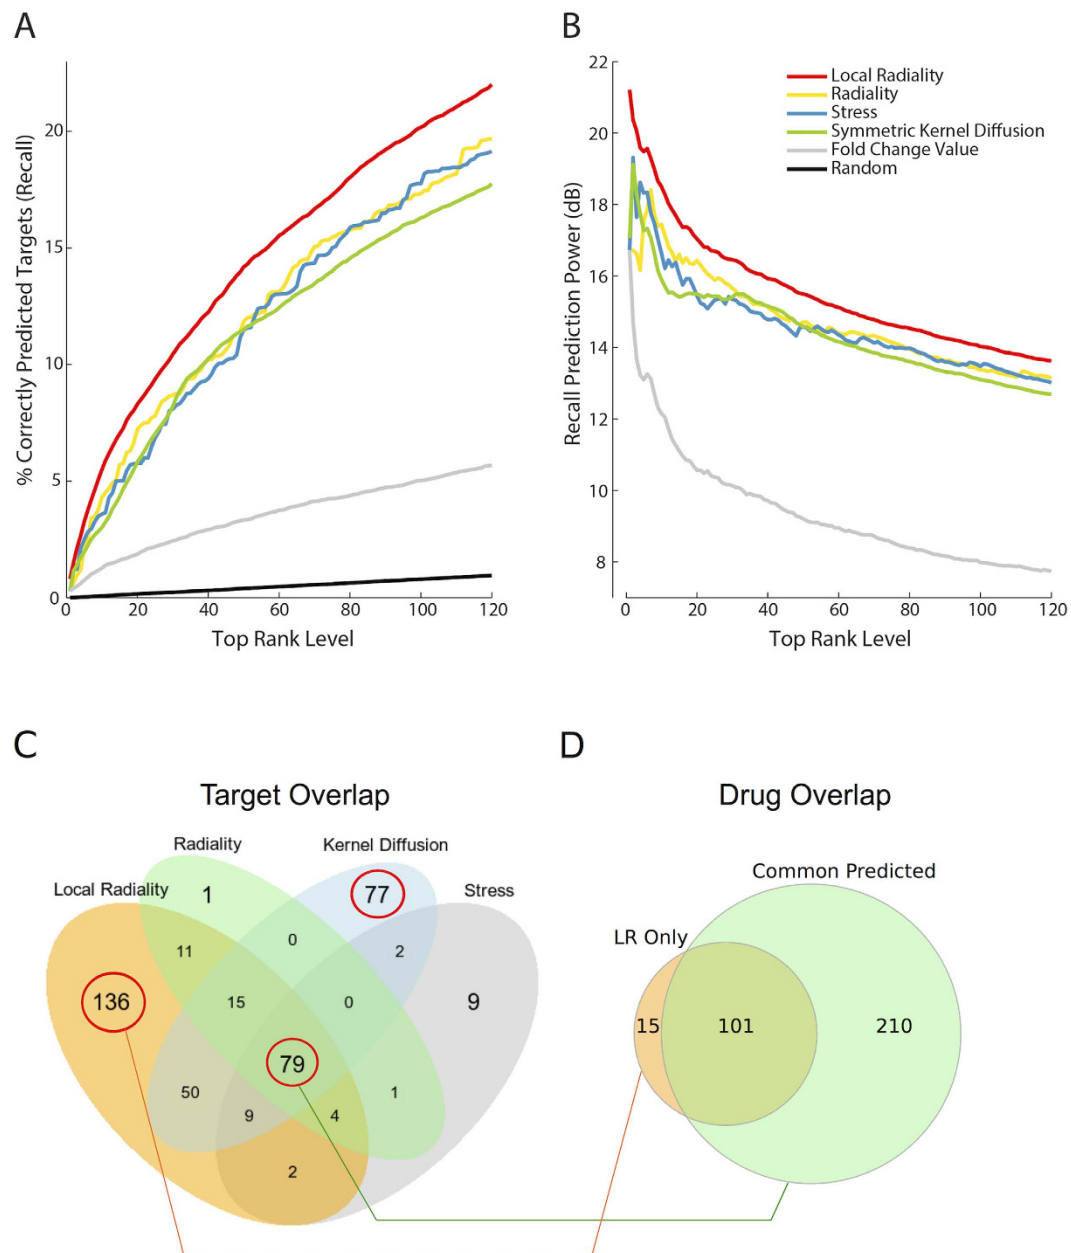 A
% Correctly Predicted Targets (Recall)
20
15
10
5
0
0 20 40 60 80 100 120
Top Rank Level
B
Recall Prediction Power (dB)
22
20
18
16
14
12
10
8
0 20 40 60 80 100 120
Top Rank Level
Local Radiality
Radiality
Stress
Symmetric Kernel Diffusion
Fold Change Value
Random
C
Target Overlap
Radiality
Kernel Diffusion
Local Radiality
Stress
1
77
11
0
2
136
15
0
9
79
50
9
4
1
2
D
Drug Overlap
Common Predicted
LR Only
15
101
210